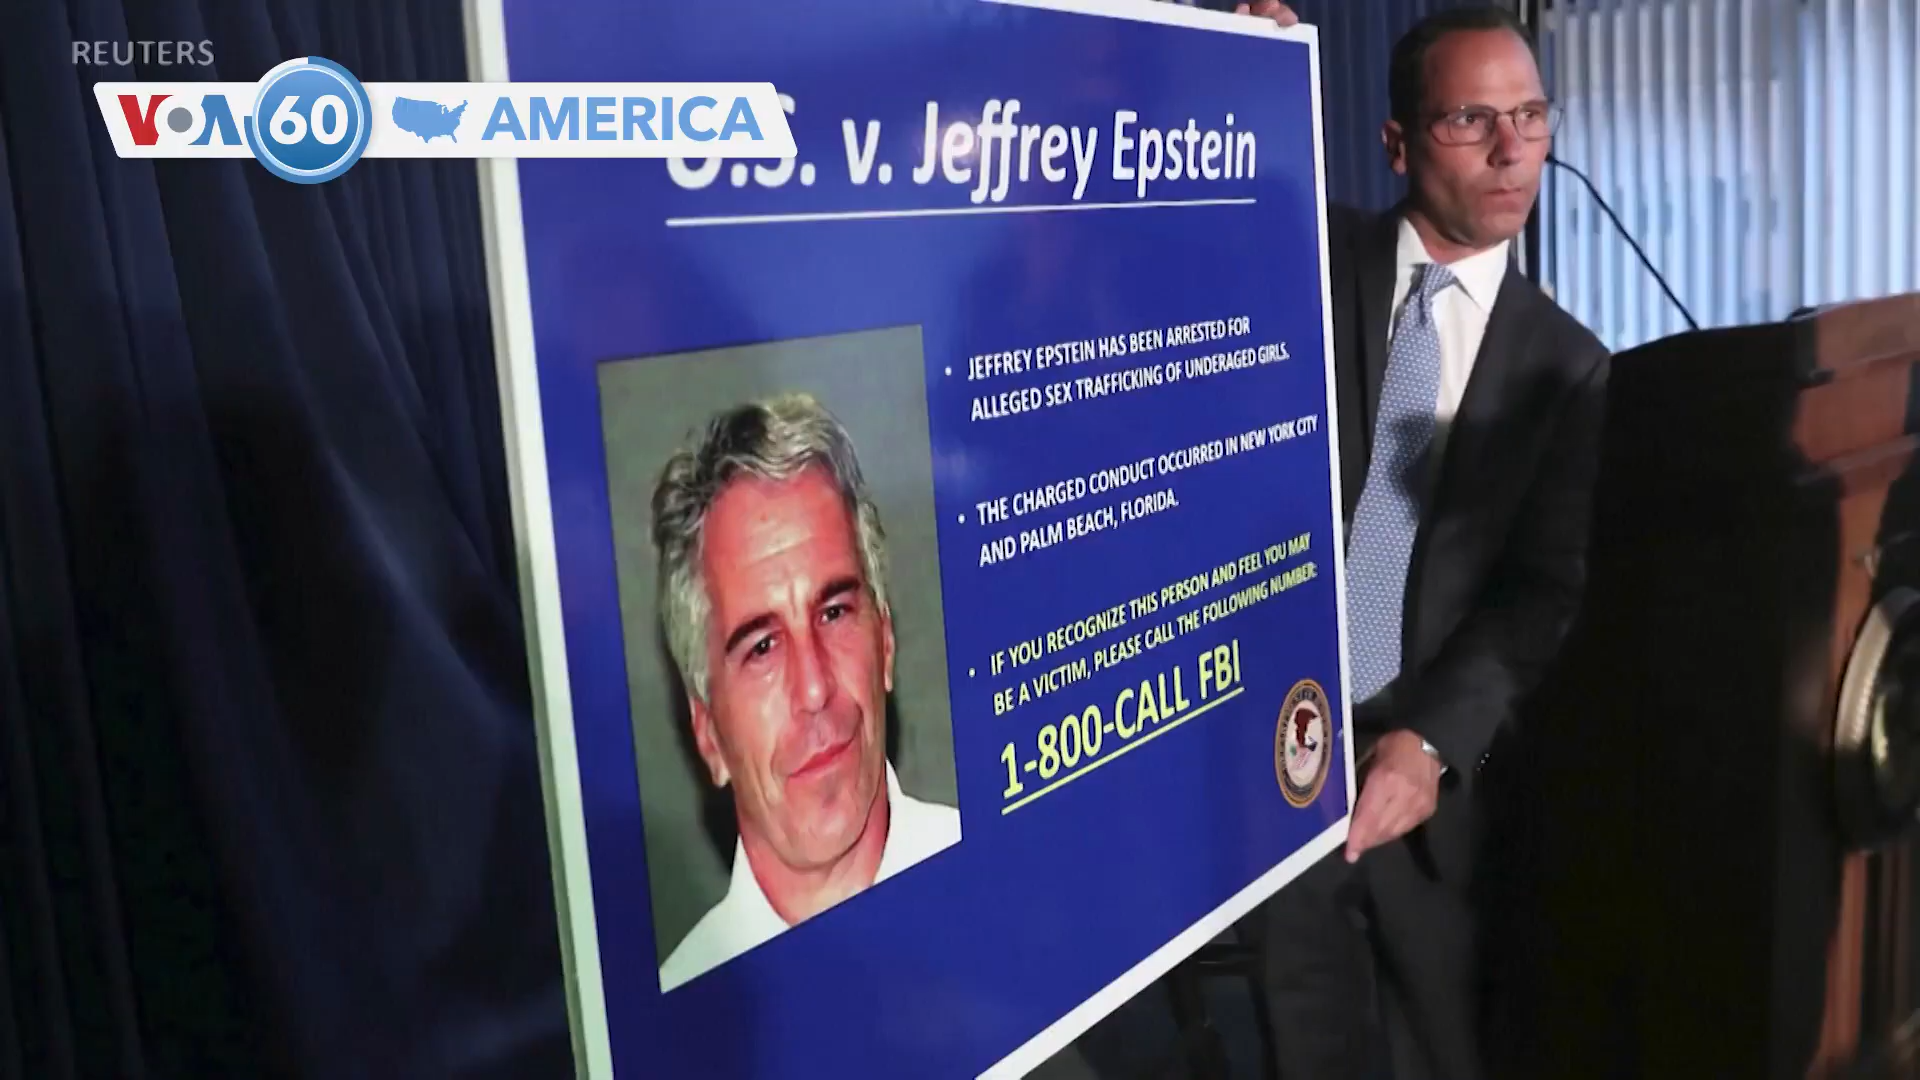 REUTERS
VOA 60 AMERICA
U.S. v. Jeffrey Epstein
• JEFFREY EPSTEIN HAS BEEN ARRESTED FOR
ALLEGED SEX TRAFFICKING OF UNDERAGED GIRLS.
• THE CHARGED CONDUCT OCCURRED IN NEW YORK CITY
AND PALM BEACH, FLORIDA.
• IF YOU RECOGNIZE THIS PERSON AND FEEL YOU MAY
BE A VICTIM, PLEASE CALL THE FOLLOWING NUMBER:
1-800-CALL FBI